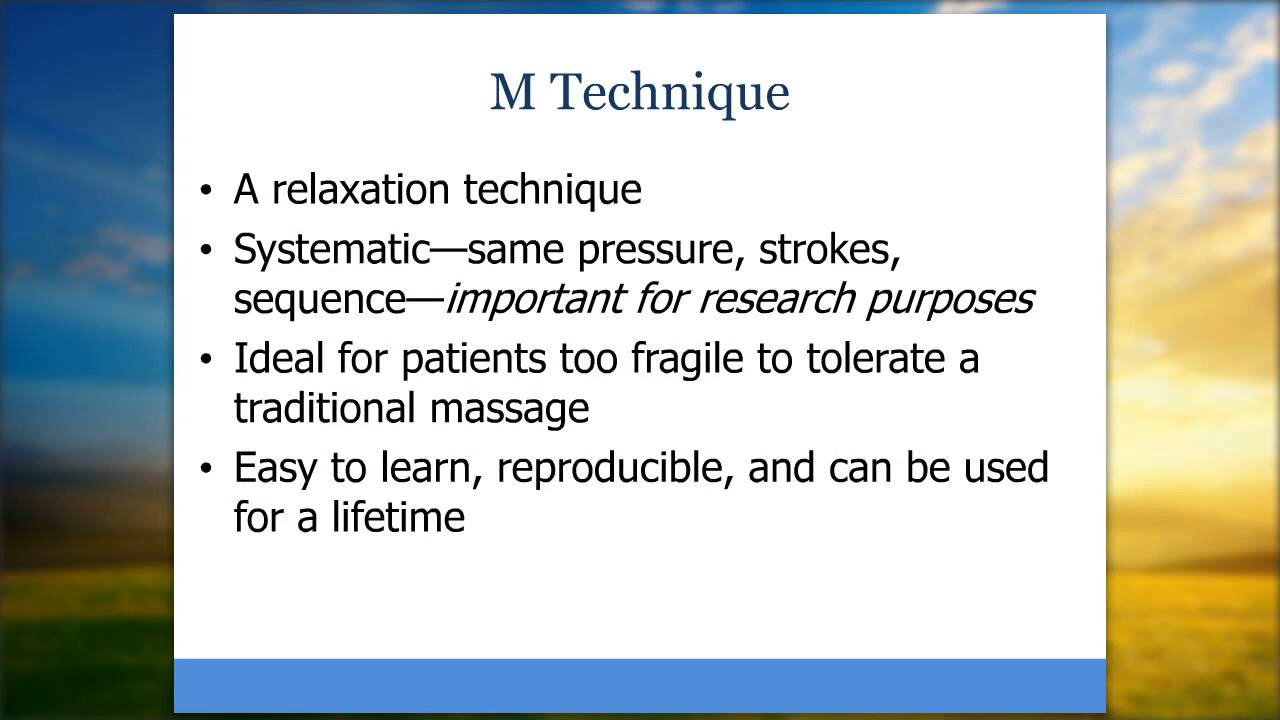 M Technique
• A relaxation technique
• Systematic—same pressure, strokes,
sequence—important for research purposes
• Ideal for patients too fragile to tolerate a
traditional massage
• Easy to learn, reproducible, and can be used
for a lifetime